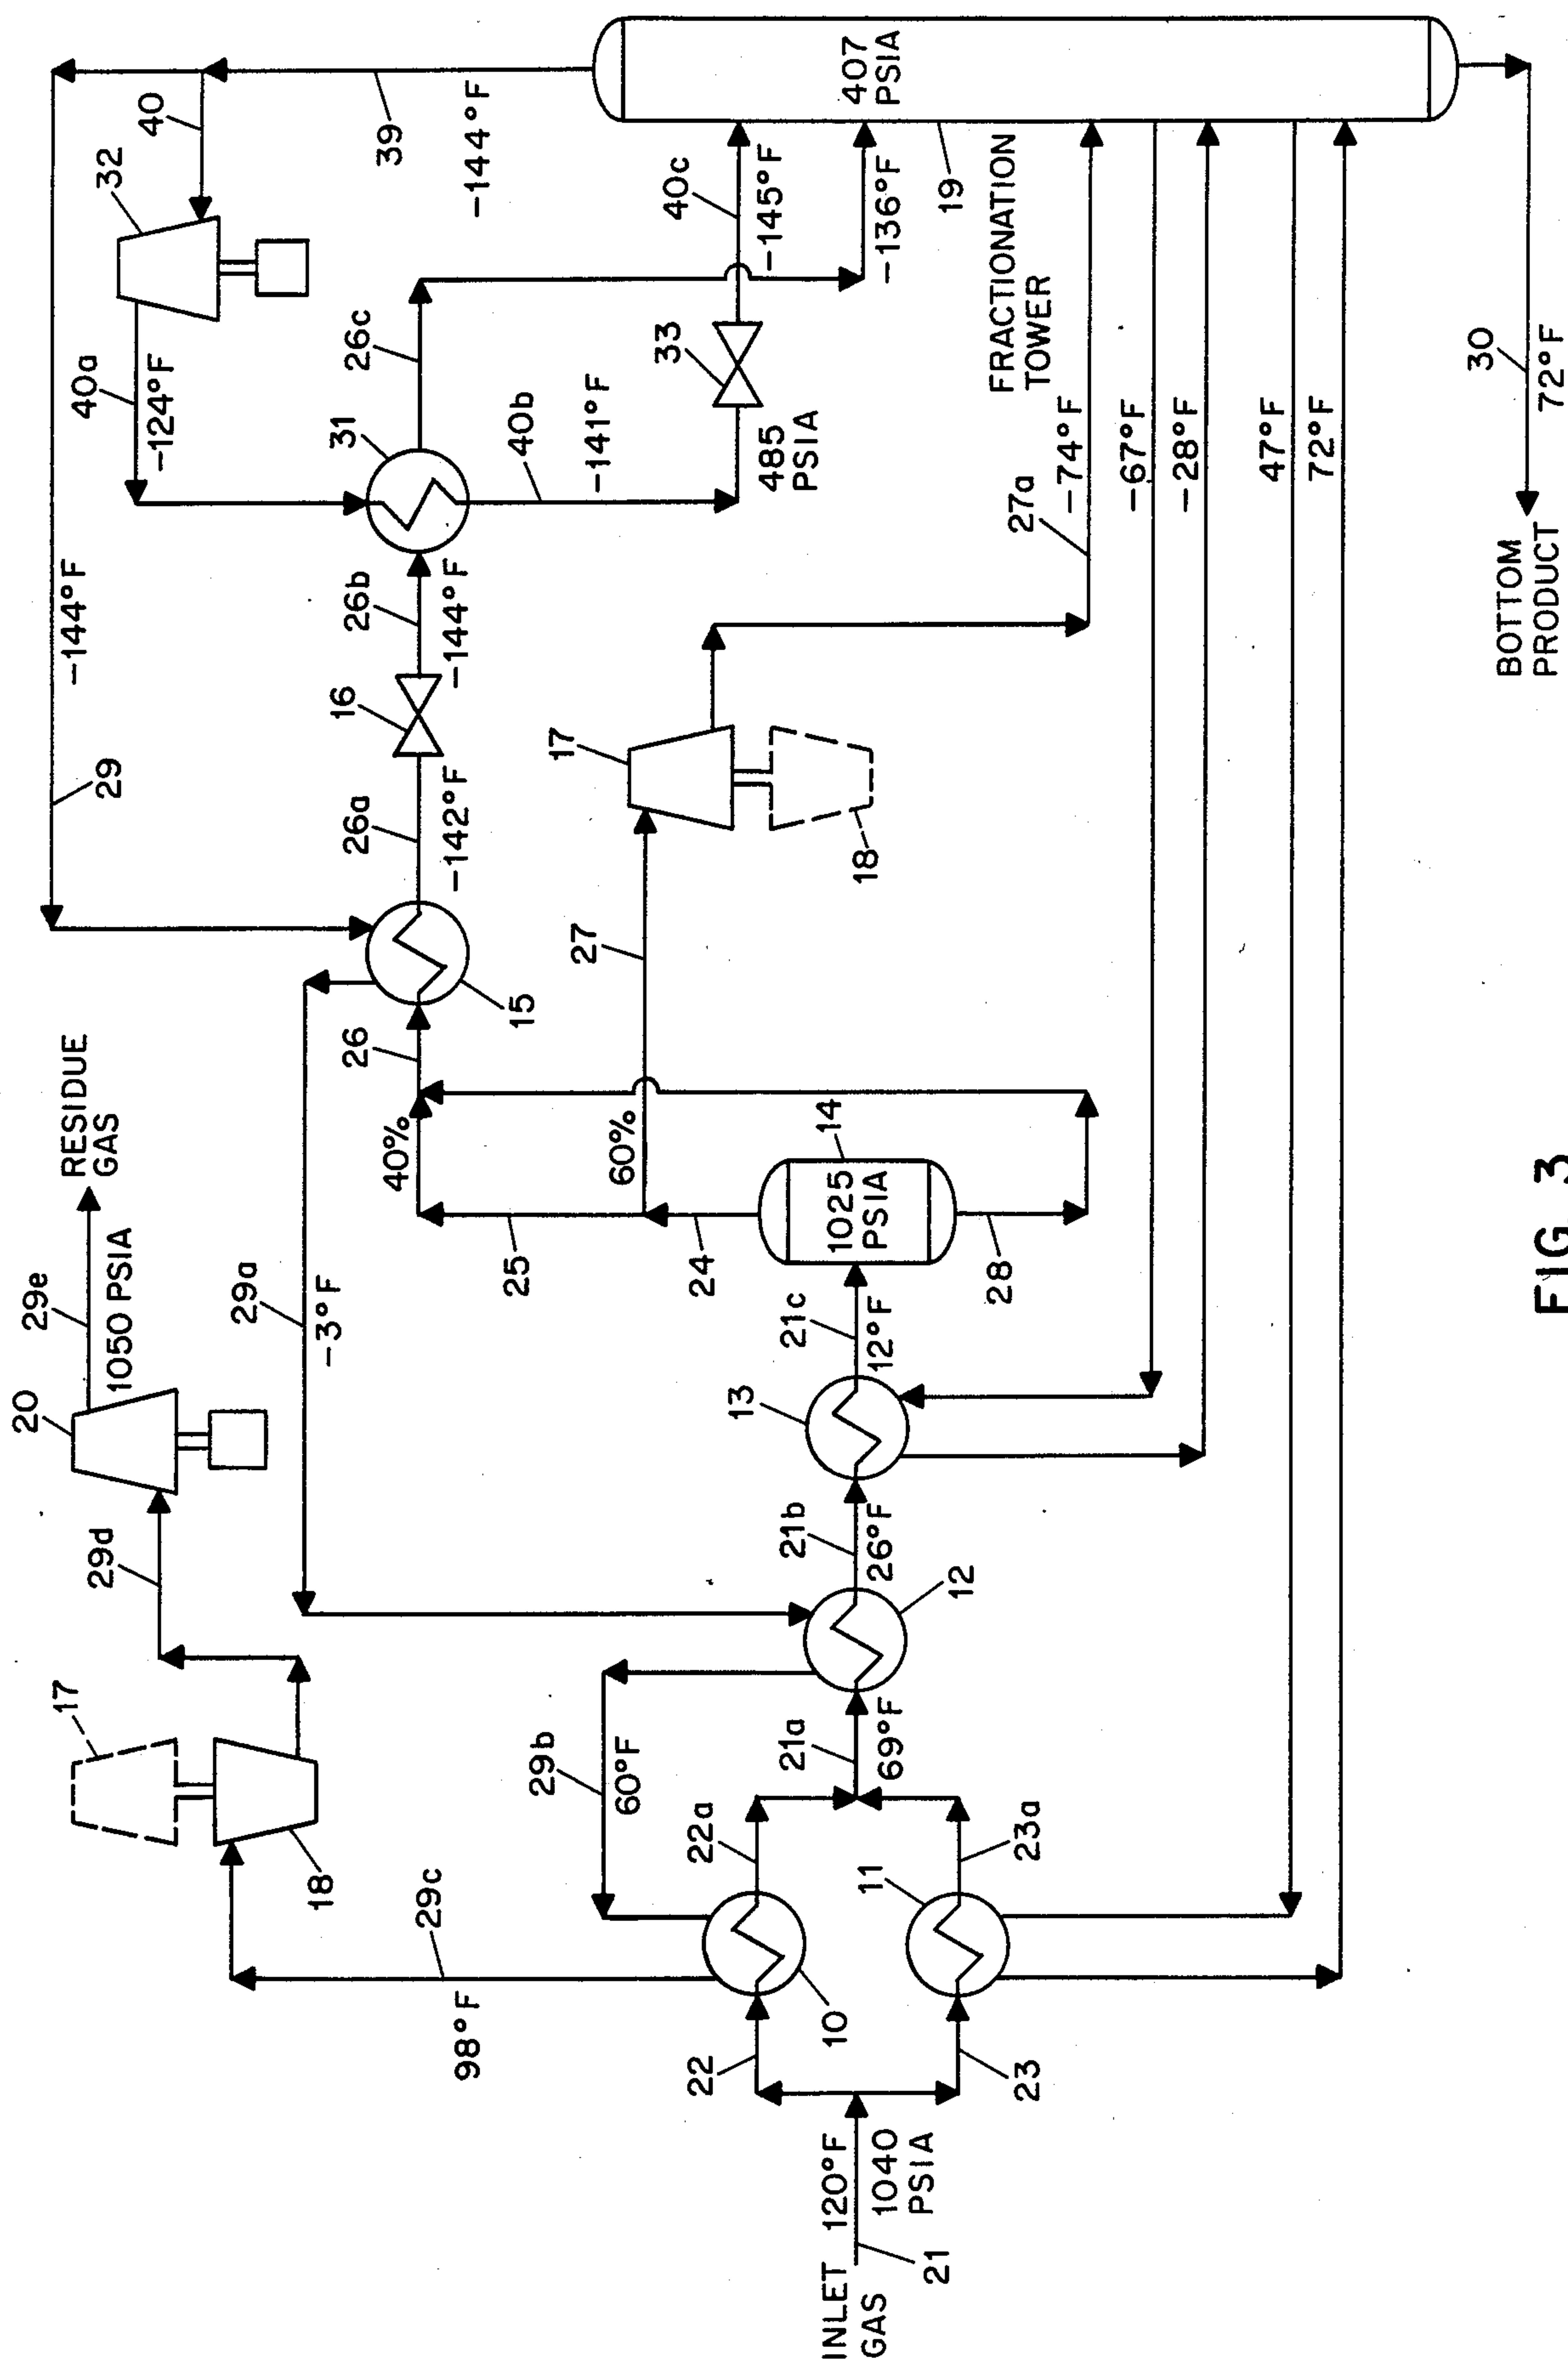 RESIDUE
GAS
29e
1050 PSIA
20
29d
17
18
29c
98°F
29a
-3°F
29b
60°F
29
-144°F
40
32
40a
-124°F
39
-144°F
31
26c
26b
-144°F
16
26a
-142°F
15
26
40%
25
60%
27
24
17
18
40b
-141°F
33
485
PSIA
40c
-145°F
-136°F
407
PSIA
19
FRACTIONATION
TOWER
27a
-74°F
-67°F
-28°F
47°F
72°F
30
72°F
BOTTOM
PRODUCT
14
1025
PSIA
28
21c
12°F
13
21b
26°F
12
21a
69°F
22a
23a
11
10
22
23
INLET
GAS
120°F
1040
PSIA
21
FIG. 3